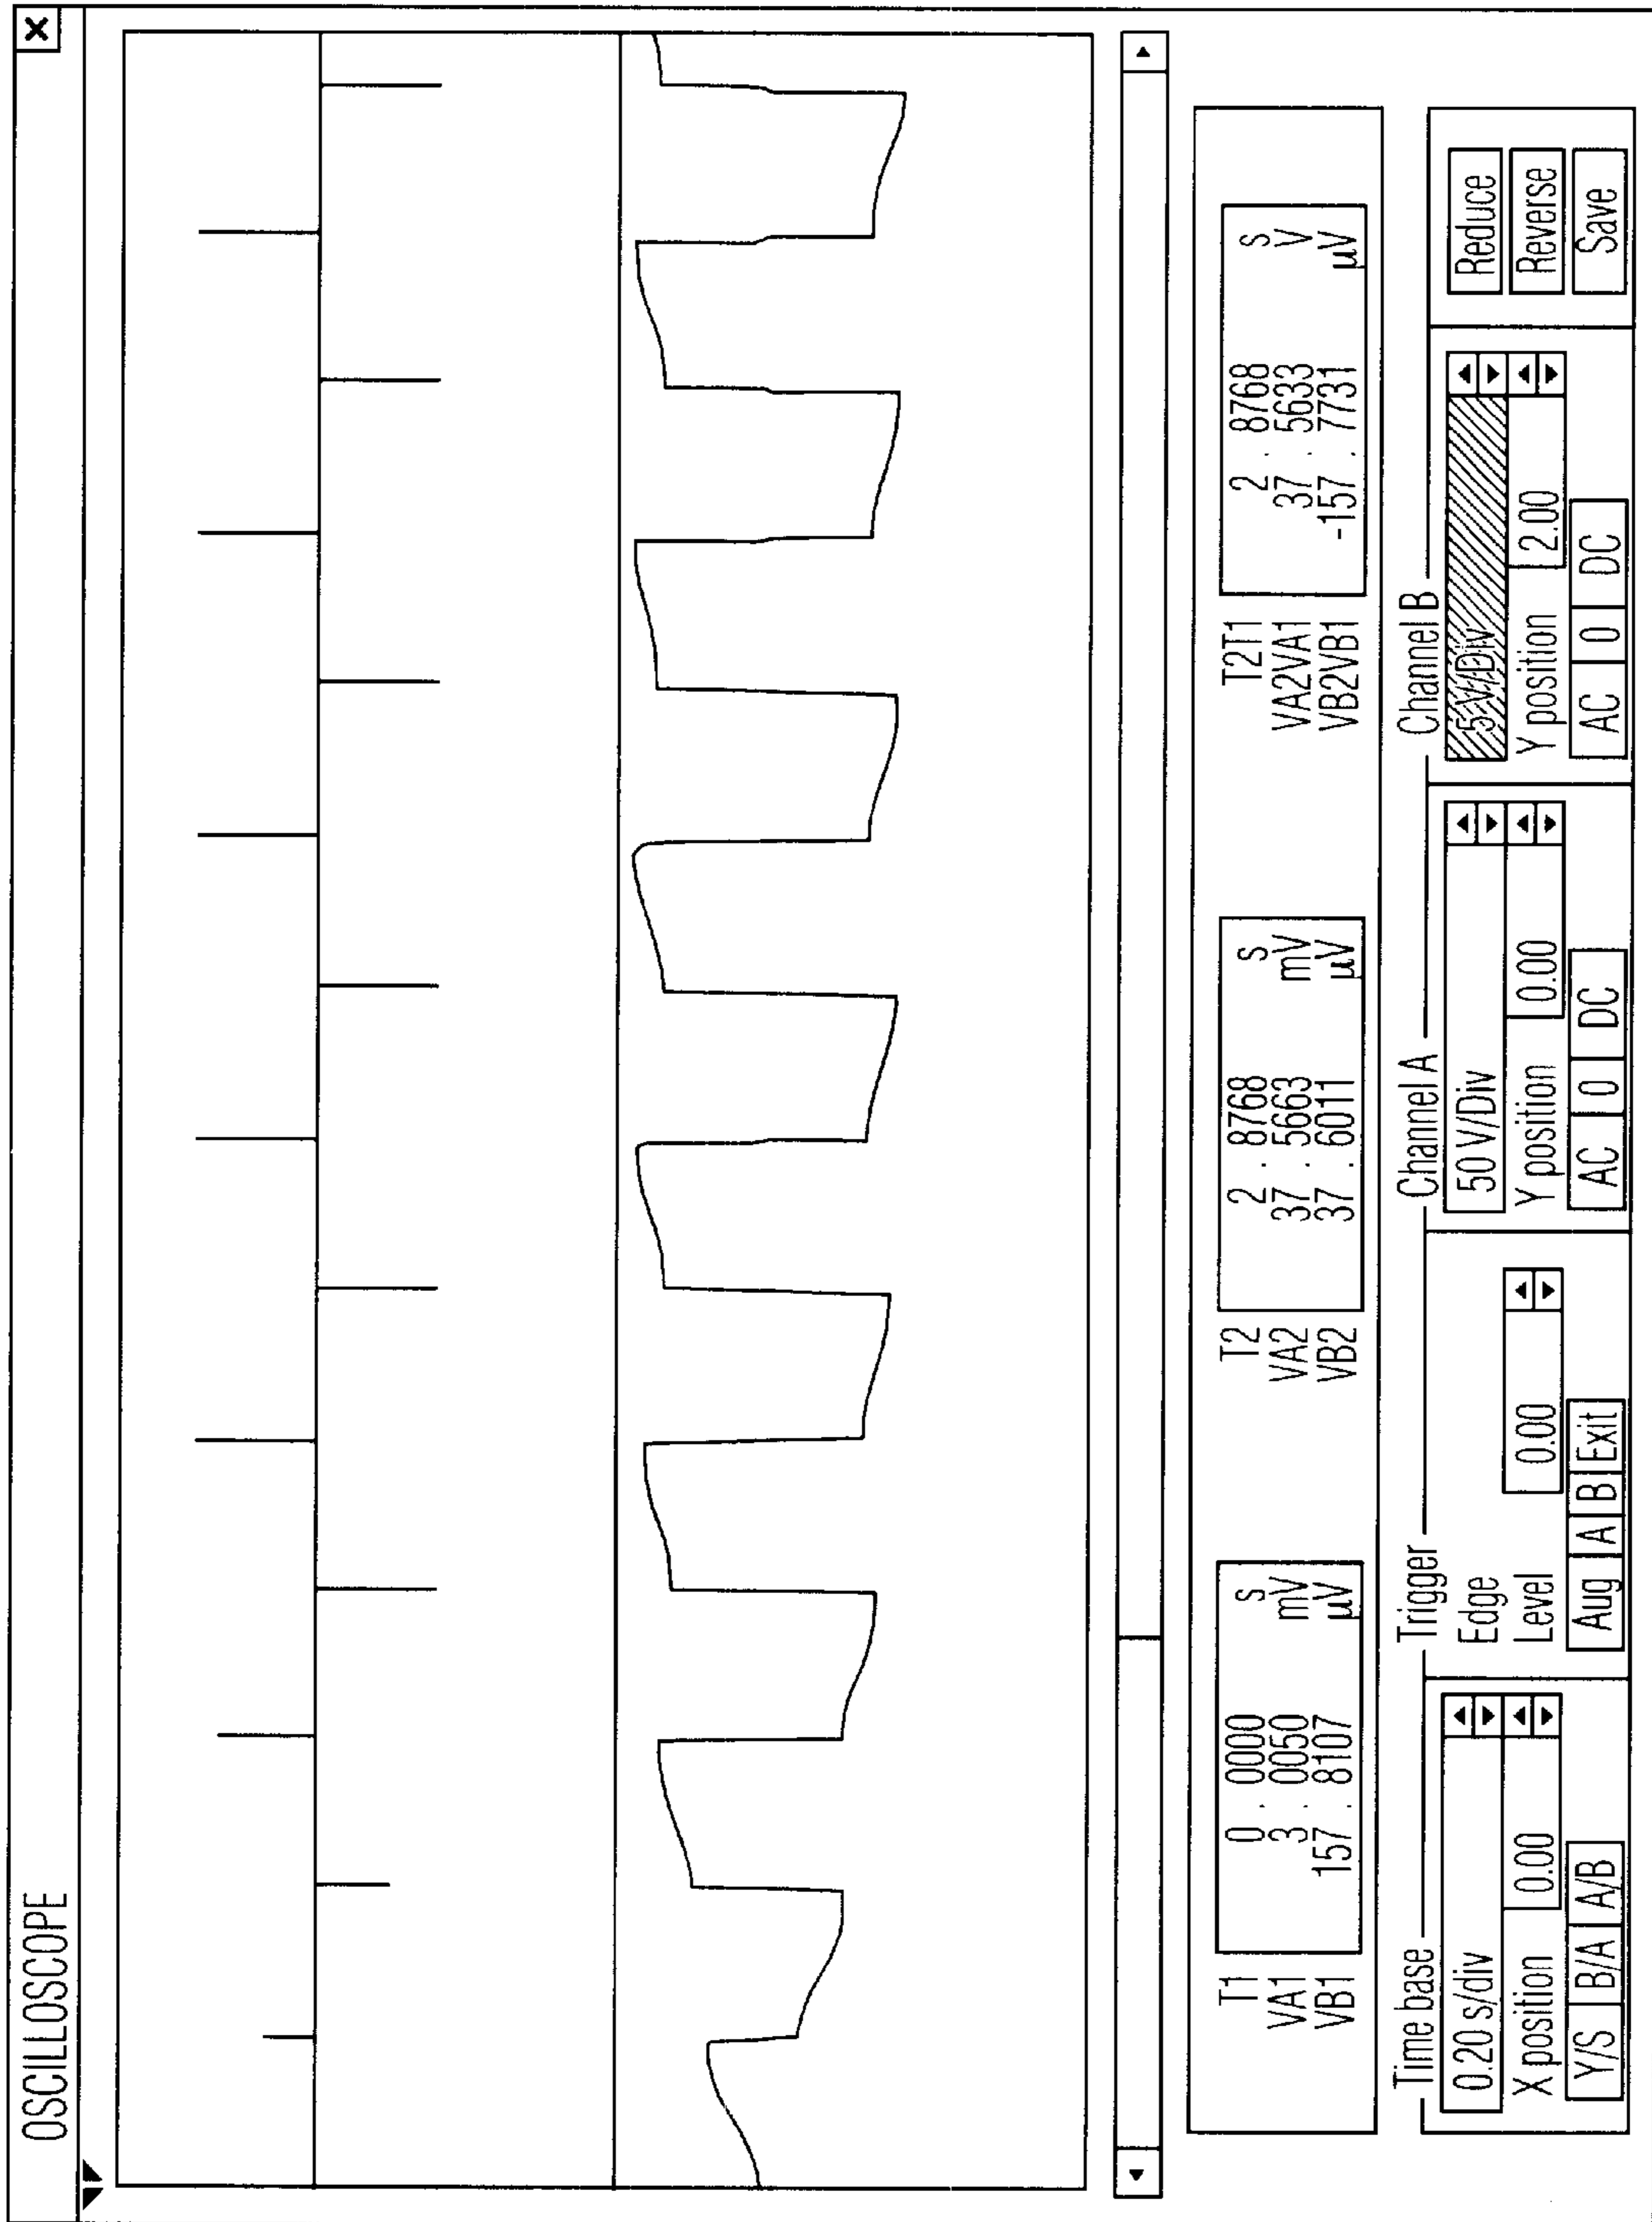 OSCILLOSCOPE
T1 0 . 0000 s
VA1 3 . 0050 mV
VB1 157 . 8107 µV
T2 2 . 8768 s
VA2 37 . 5663 mV
VB2 37 . 6011 µV
T2T1 2 . 8768 s
VA2VA1 37 . 5633 V
VB2VB1 -157 . 7731 µV
Time base
0.20 s/div
X position 0.00
Y/S B/A A/B
Trigger
Edge
Level 0.00
Aug A B Exit
Channel A
50 V/Div
Y position 0.00
AC 0 DC
Channel B
5 V/Div
Y position 2.00
AC 0 DC
Reduce
Reverse
Save